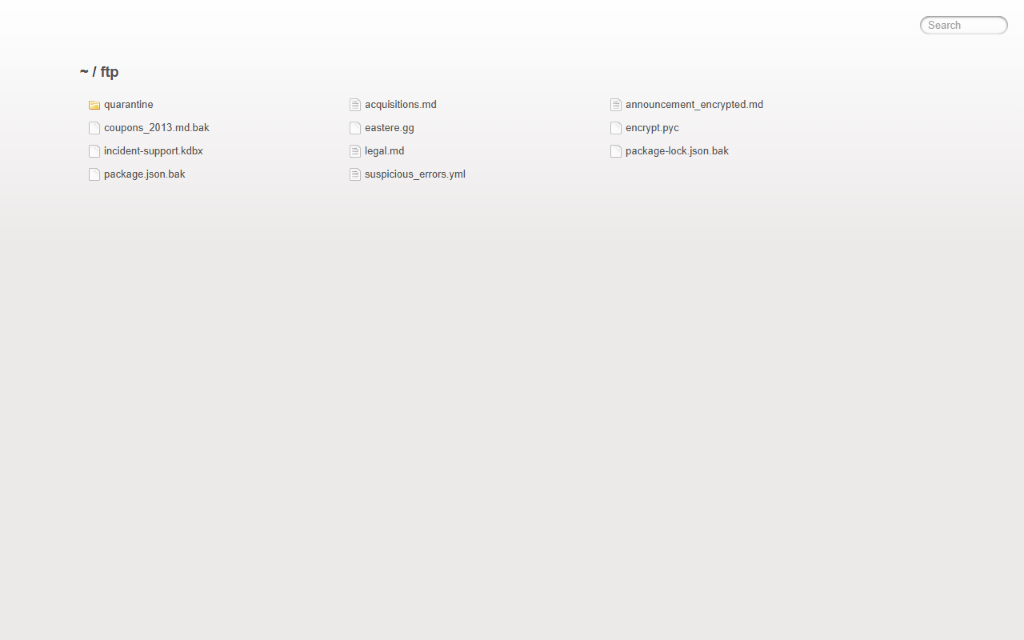 Search
~ / ftp
quarantine acquisitions.md announcement_encrypted.md
coupons_2013.md.bak eastere.gg encrypt.pyc
incident-support.kdbx legal.md package-lock.json.bak
package.json.bak suspicious_errors.yml